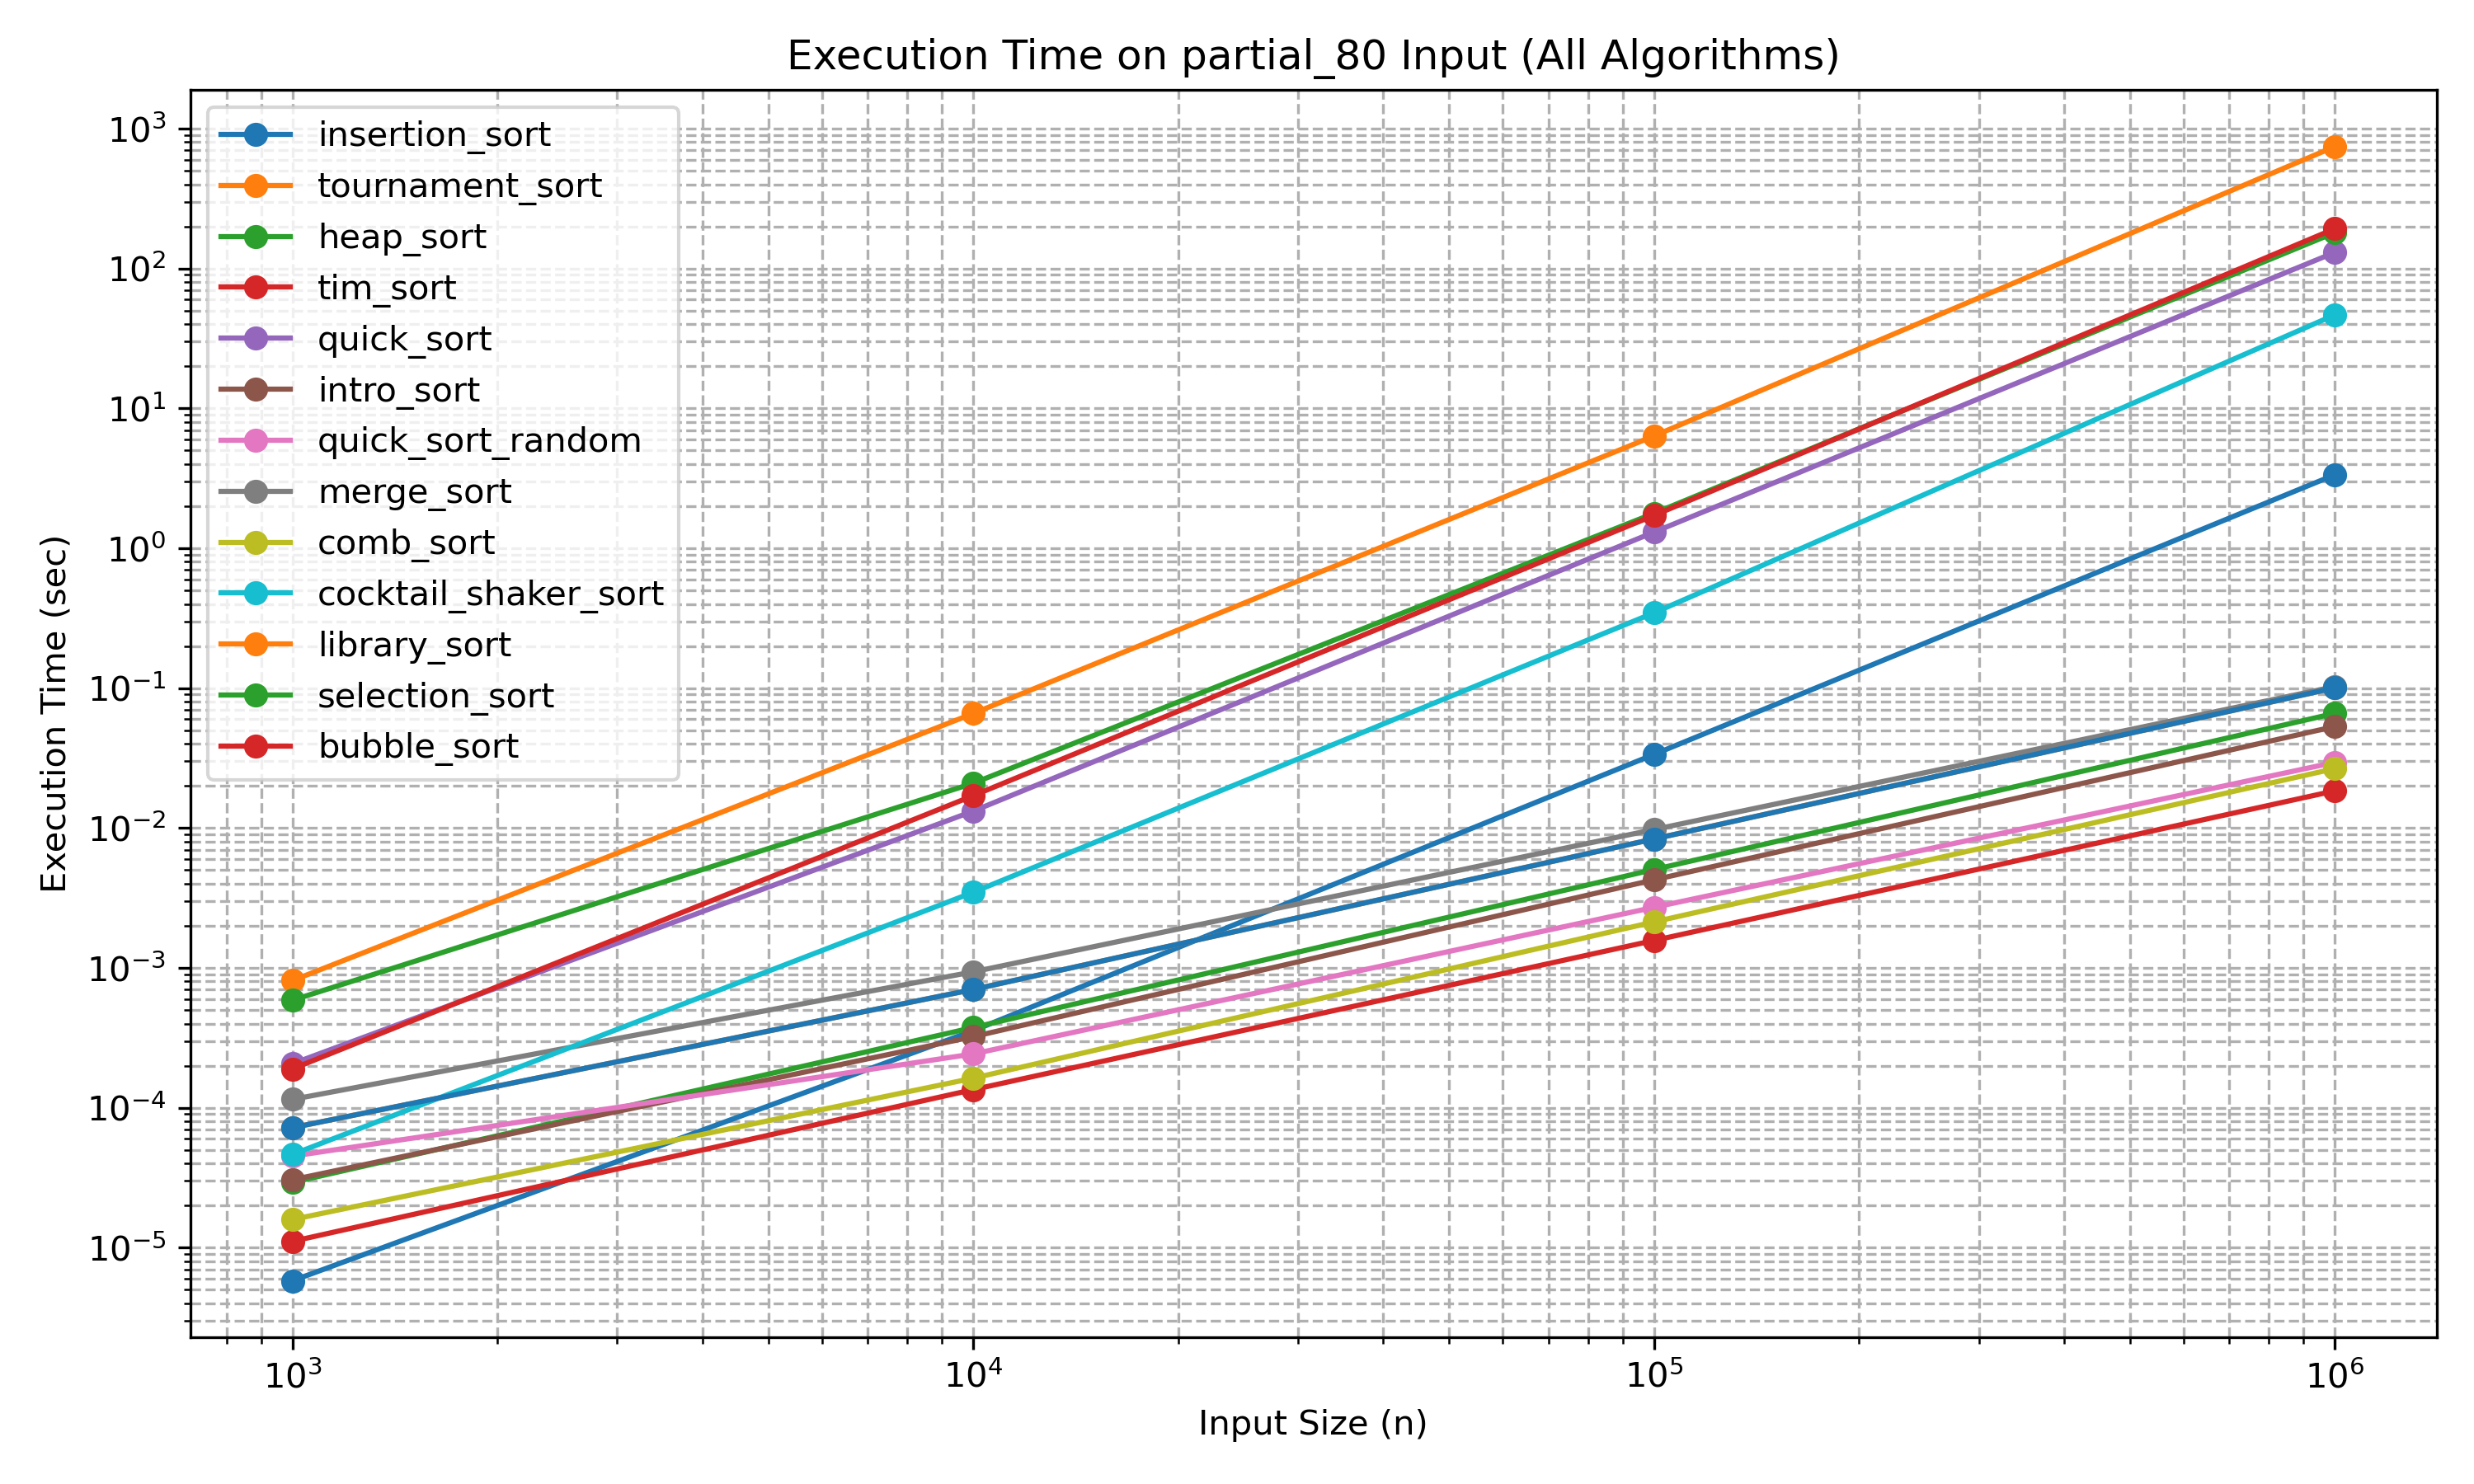 Execution Time on partial_80 Input (All Algorithms)
insertion_sort
tournament_sort
heap_sort
tim_sort
quick_sort
intro_sort
quick_sort_random
merge_sort
comb_sort
cocktail_shaker_sort
library_sort
selection_sort
bubble_sort
Execution Time (sec)
10³
10²
10¹
10⁰
10⁻¹
10⁻²
10⁻³
10⁻⁴
10⁻⁵
10³ 10⁴ 10⁵ 10⁶
Input Size (n)